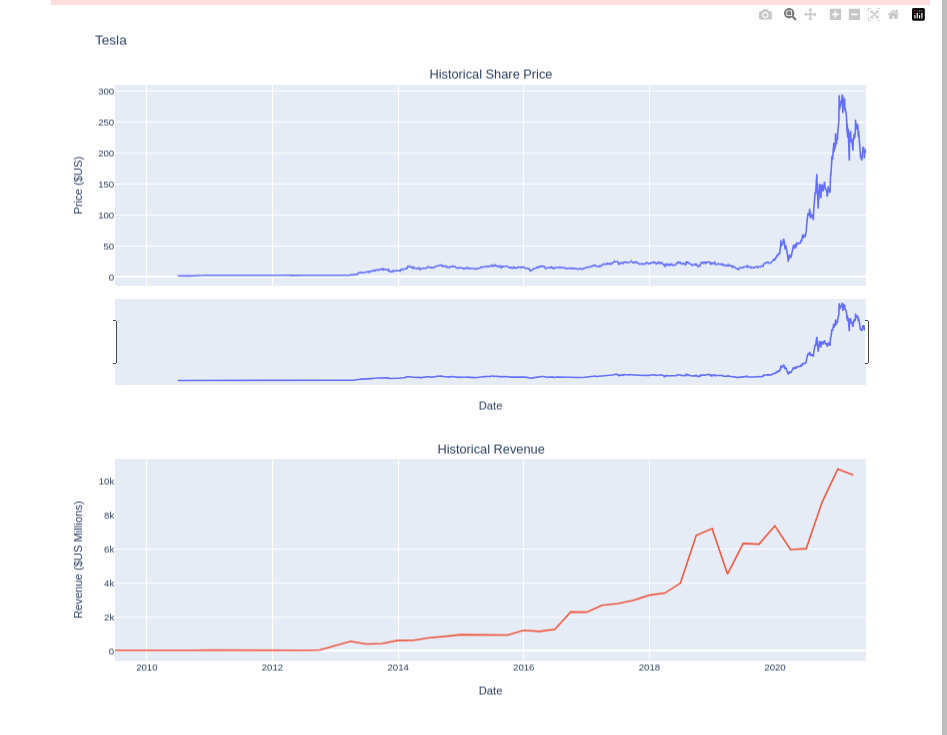 Tesla
Historical Share Price
300
250
200
150
100
50
0
Price ($US)
Date
Historical Revenue
10k
8k
6k
4k
2k
0
Revenue ($US Millions)
2010 2012 2014 2016 2018 2020
Date